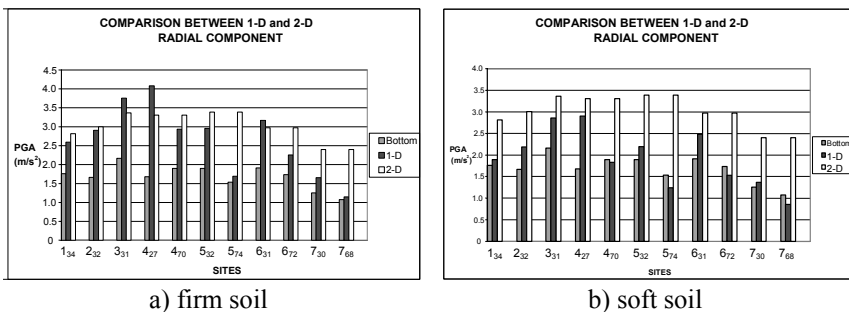 COMPARISON BETWEEN 1-D and 2-D
RADIAL COMPONENT
4.5
4.0
3.5
3.0
2.5
2.0
1.5
1.0
0.5
0
PGA
(m/s²)
Bottom
1-D
2-D
1₃₄ 2₃₂ 3₃₁ 4₂₇ 4₇₀ 5₃₂ 5₇₄ 6₃₁ 6₇₂ 7₃₀ 7₆₈
SITES
a) firm soil
COMPARISON BETWEEN 1-D and 2-D
RADIAL COMPONENT
4.0
3.5
3.0
2.5
2.0
1.5
1.0
0.5
0
PGA
(m/s²)
Bottom
1-D
2-D
1₃₄ 2₃₂ 3₃₁ 4₂₇ 4₇₀ 5₃₂ 5₇₄ 6₃₁ 6₇₂ 7₃₀ 7₆₈
SITES
b) soft soil